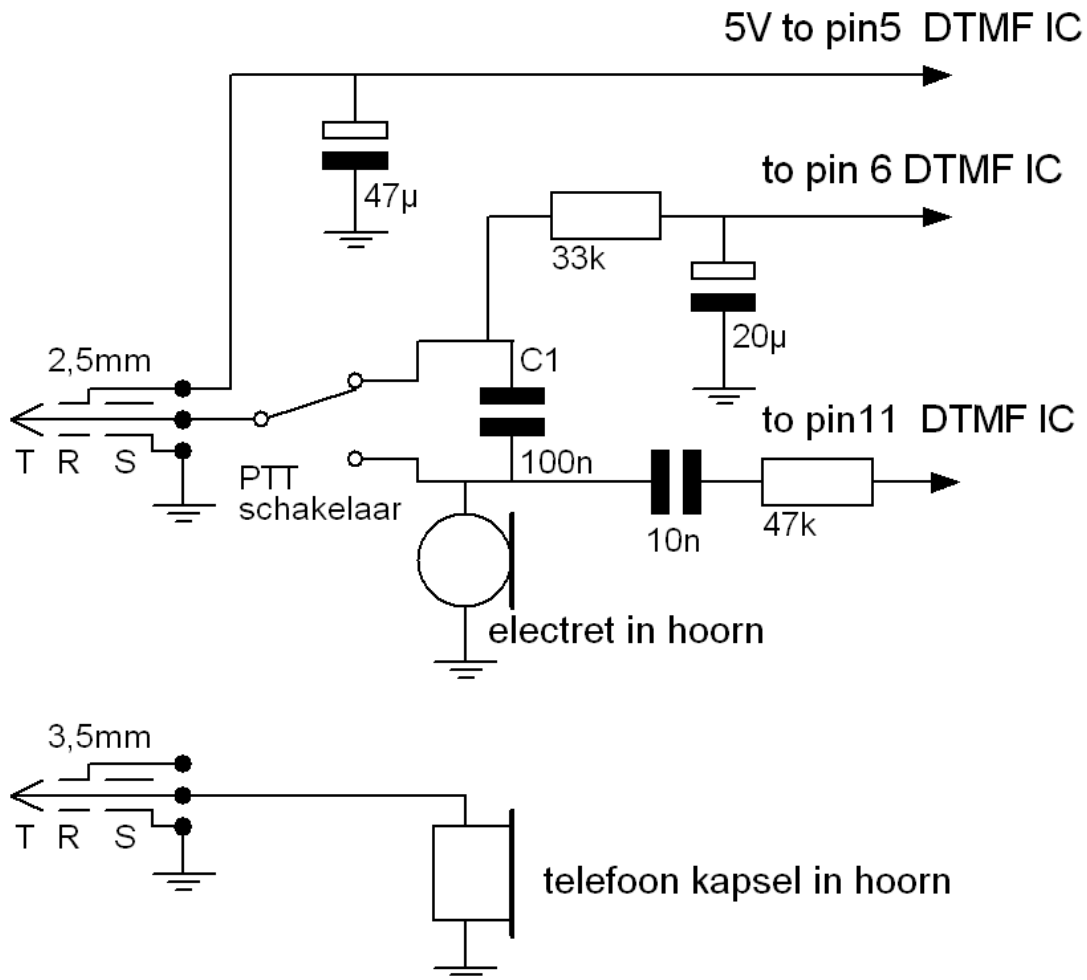 5V to pin5 DTMF IC
47µ
to pin 6 DTMF IC
33k
20µ
2,5mm
C1
to pin11 DTMF IC
T R S
100n
PTT
schakelaar
47k
10n
electret in hoorn
3,5mm
T R S
telefoon kapsel in hoorn